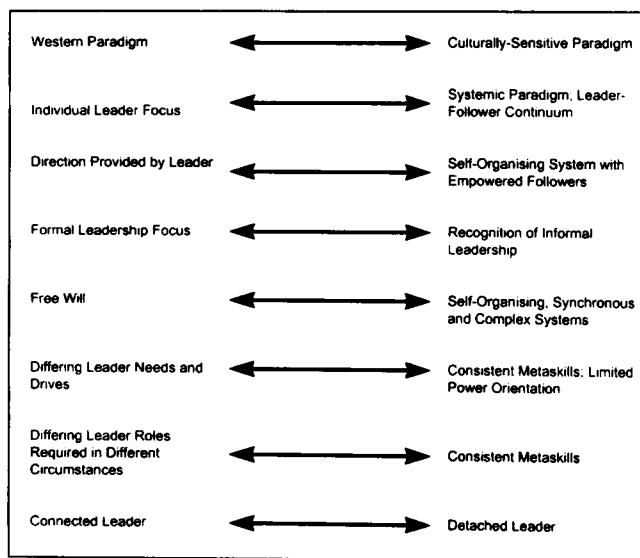 Western Paradigm
Culturally-Sensitive Paradigm
Individual Leader Focus
Systemic Paradigm, Leader-
Follower Continuum
Direction Provided by Leader
Self-Organising System with
Empowered Followers
Formal Leadership Focus
Recognition of Informal
Leadership
Free Will
Self-Organising, Synchronous
and Complex Systems
Differing Leader Needs and
Drives
Consistent Metaskills; Limited
Power Orientation
Differing Leader Roles
Required in Different
Circumstances
Consistent Metaskills
Connected Leader
Detached Leader